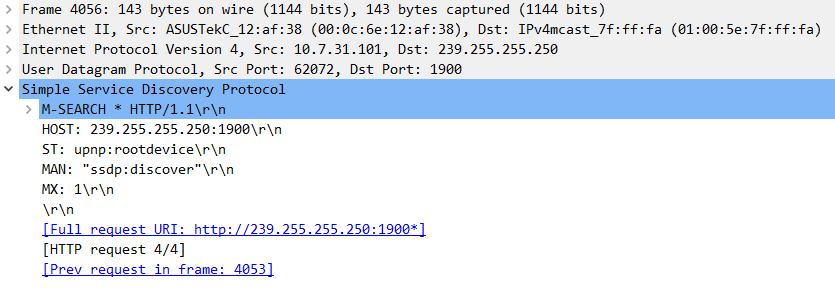 Frame 4056: 143 bytes on wire (1144 bits), 143 bytes captured (1144 bits)
Ethernet II, Src: ASUSTekC_12:af:38 (00:0c:6e:12:af:38), Dst: IPv4mcast_7f:ff:fa (01:00:5e:7f:ff:fa)
Internet Protocol Version 4, Src: 10.7.31.101, Dst: 239.255.255.250
User Datagram Protocol, Src Port: 62072, Dst Port: 1900
Simple Service Discovery Protocol
M-SEARCH * HTTP/1.1\r\n
HOST: 239.255.255.250:1900\r\n
ST: upnp:rootdevice\r\n
MAN: "ssdp:discover"\r\n
MX: 1\r\n
\r\n
[Full request URI: http://239.255.255.250:1900*]
[HTTP request 4/4]
[Prev request in frame: 4053]